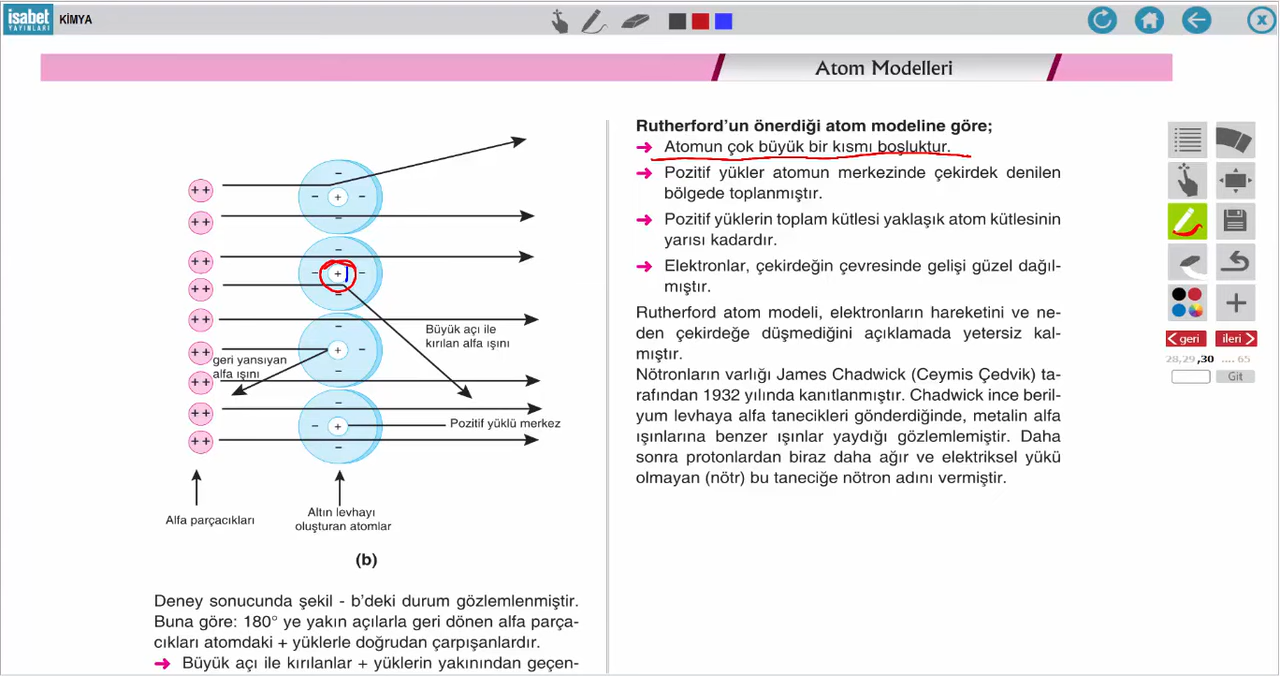 isabet
YAYINLARI
KİMYA
Atom Modelleri
++
++
++
++
++
++
++
++
++
Büyük açı ile
kırılan alfa ışını
geri yansıyan
alfa ışını
Pozitif yüklü merkez
Alfa parçacıkları
Altın levhayı
oluşturan atomlar
(b)
Deney sonucunda şekil - b’deki durum gözlemlenmiştir.
Buna göre: 180° ye yakın açılarla geri dönen alfa parça-
cıkları atomdaki + yüklerle doğrudan çarpışanlardır.
➜ Büyük açı ile kırılanlar + yüklerin yakınından geçen-
Rutherford’un önerdiği atom modeline göre;
➜ Atomun çok büyük bir kısmı boşluktur.
➜ Pozitif yükler atomun merkezinde çekirdek denilen
bölgede toplanmıştır.
➜ Pozitif yüklerin toplam kütlesi yaklaşık atom kütlesinin
yarısı kadardır.
➜ Elektronlar, çekirdeğin çevresinde gelişi güzel dağıl-
mıştır.
Rutherford atom modeli, elektronların hareketini ve ne-
den çekirdeğe düşmediğini açıklamada yetersiz kal-
mıştır.
Nötronların varlığı James Chadwick (Ceymis Çedvik) ta-
rafından 1932 yılında kanıtlanmıştır. Chadwick ince beril-
yum levhaya alfa tanecikleri gönderdiğinde, metalin alfa
ışınlarına benzer ışınlar yaydığı gözlemlemiştir. Daha
sonra protonlardan biraz daha ağır ve elektriksel yükü
olmayan (nötr) bu taneciğe nötron adını vermiştir.
geri
ileri
28,29,30 .... 65
Git